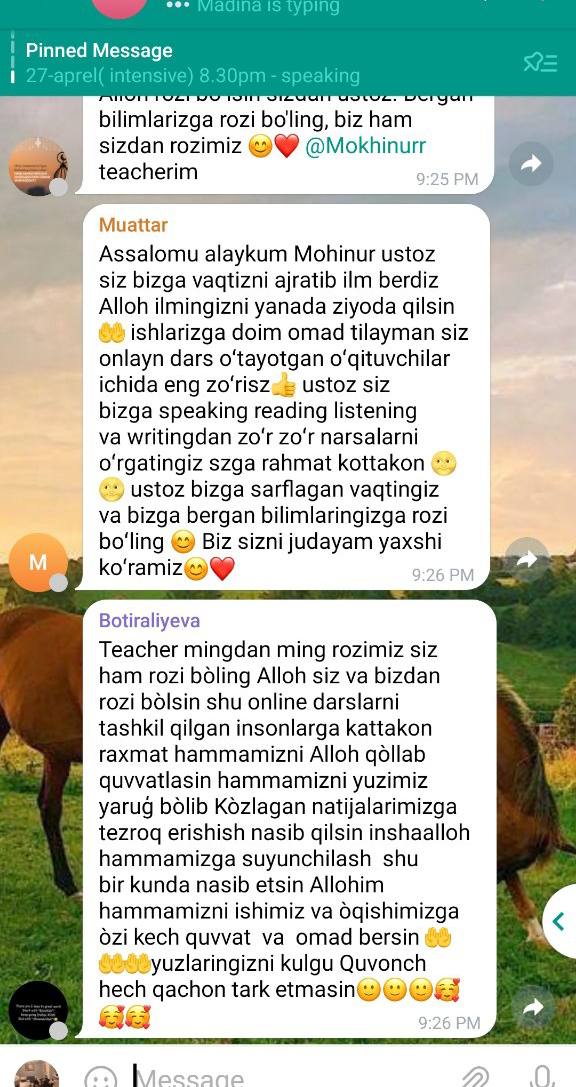 Madina is typing
Pinned Message
27-aprel( intensive) 8.30pm - speaking
bilimlarizga rozi bo'ling, biz ham
sizdan rozimiz 😊❤️ @Mokhinurr
teacherim
9:25 PM
Muattar
Assalomu alaykum Mohinur ustoz
siz bizga vaqtizni ajratib ilm berdiz
Alloh ilmingizni yanada ziyoda qilsin
🤲 ishlarizga doim omad tilayman siz
onlayn dars oʻtayotgan oʻqituvchilar
ichida eng zoʻrisz👍 ustoz siz
bizga speaking reading listening
va writingdan zoʻr zoʻr narsalarni
oʻrgatingiz szga rahmat kottakon 🌝
🌝 ustoz bizga sarflagan vaqtingiz
va bizga bergan bilimlaringizga rozi
boʻling 😊 Biz sizni judayam yaxshi
koʻramiz😊❤️
9:26 PM
M
Botiraliyeva
Teacher mingdan ming rozimiz siz
ham rozi bòling Alloh siz va bizdan
rozi bòlsin shu online darslarni
tashkil qilgan insonlarga kattakon
raxmat hammamizni Alloh qòllab
quvvatlasin hammamizni yuzimiz
yaruģ bòlib Kòzlagan natijalarimizga
tezroq erishish nasib qilsin inshaalloh
hammamizga suyunchilash shu
bir kunda nasib etsin Allohim
hammamizni ishimiz va òqishimizga
òzi kech quvvat va omad bersin 🤲
🤲🤲yuzlaringizni kulgu Quvonch
hech qachon tark etmasin🙂🙂🙂🥰
🥰🥰
9:26 PM
Message